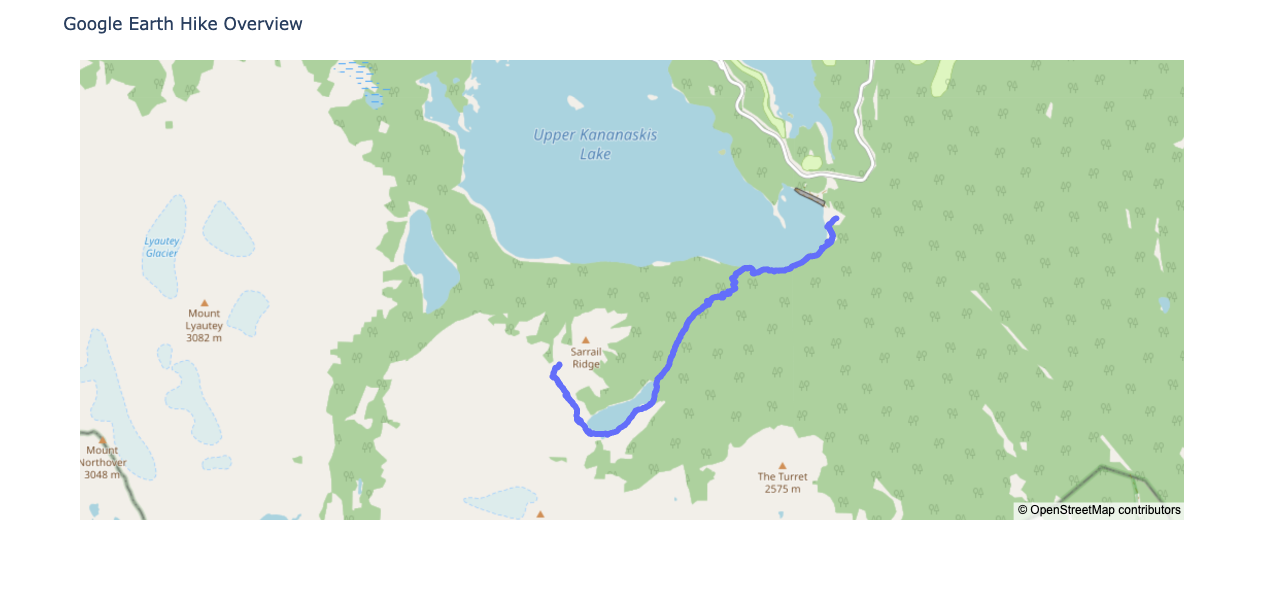 Google Earth Hike Overview
Upper Kananaskis
Lake
Lyautey
Glacier
Mount
Lyautey
3082 m
Sarrail
Ridge
Mount
Northover
3048 m
The Turret
2575 m
© OpenStreetMap contributors